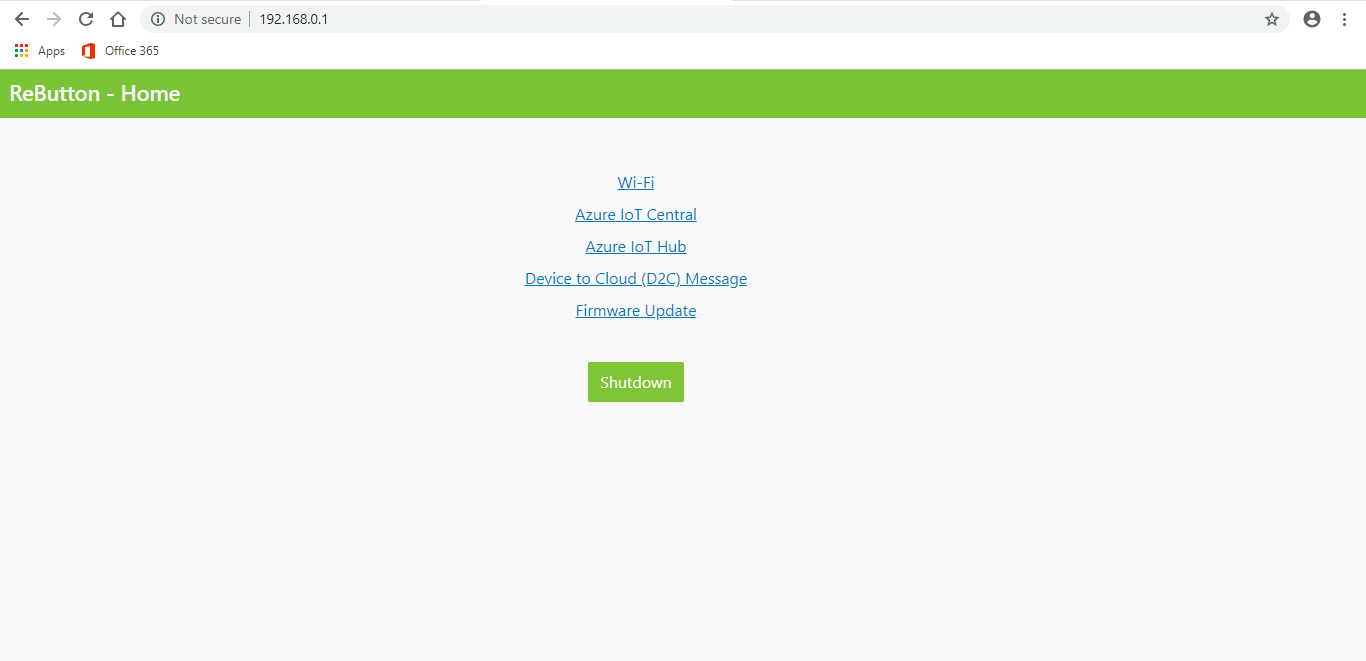 Not secure 192.168.0.1
Apps Office 365
ReButton - Home
Wi-Fi
Azure IoT Central
Azure IoT Hub
Device to Cloud (D2C) Message
Firmware Update
Shutdown